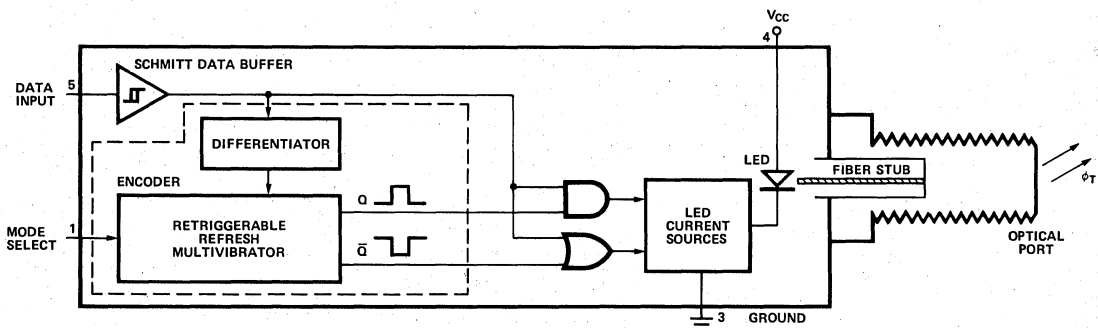 VCC
4
SCHMITT DATA BUFFER
DATA
INPUT
5
DIFFERENTIATOR
ENCODER
LED
FIBER STUB
ΦT
Q
RETRIGGERABLE
REFRESH
MULTIVIBRATOR
MODE
SELECT
1
Q̄
LED
CURRENT
SOURCES
OPTICAL
PORT
3 GROUND